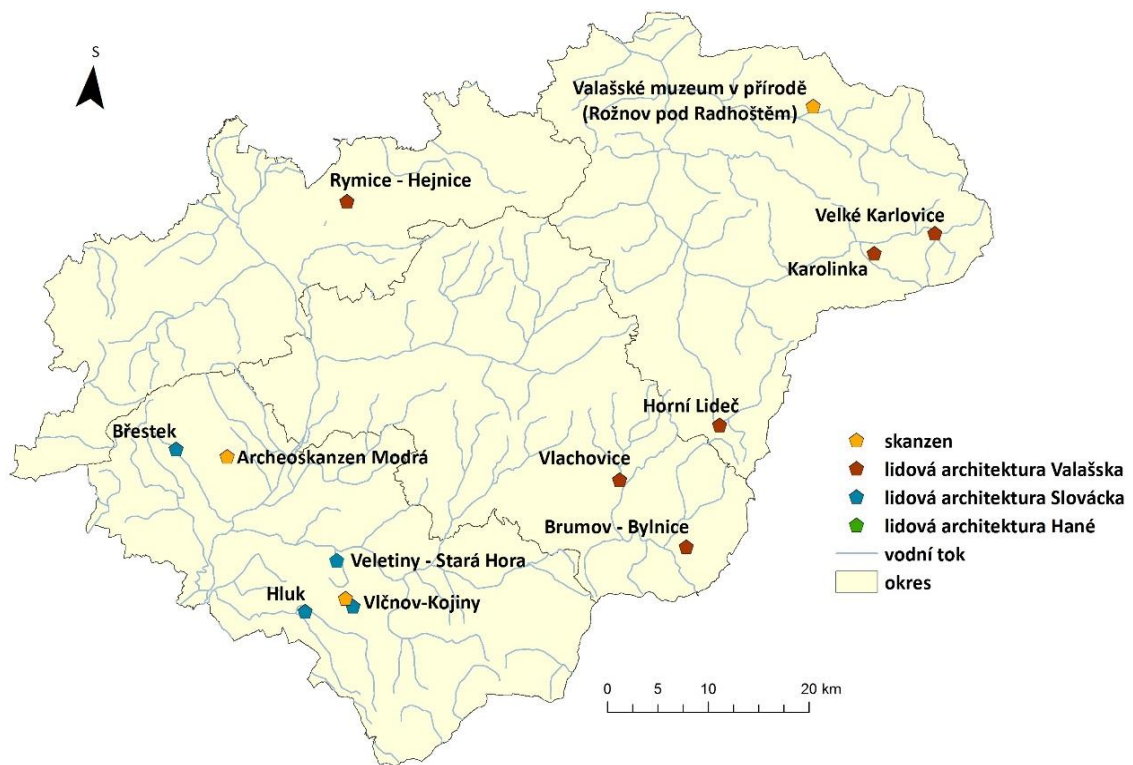 S
Valašské muzeum v přírodě
(Rožnov pod Radhoštěm)
Rymice - Hejnice
Velké Karlovice
Karolinka
Horní Lideč
Břestek
Archeoskanzen Modrá
Vlachovice
Brumov - Bylnice
Veletiny - Stará Hora
Hluk
Vlčnov-Kojiny
skanzen
lidová architektura Valašska
lidová architektura Slovácka
lidová architektura Hané
vodní tok
okres
0 5 10 20 km